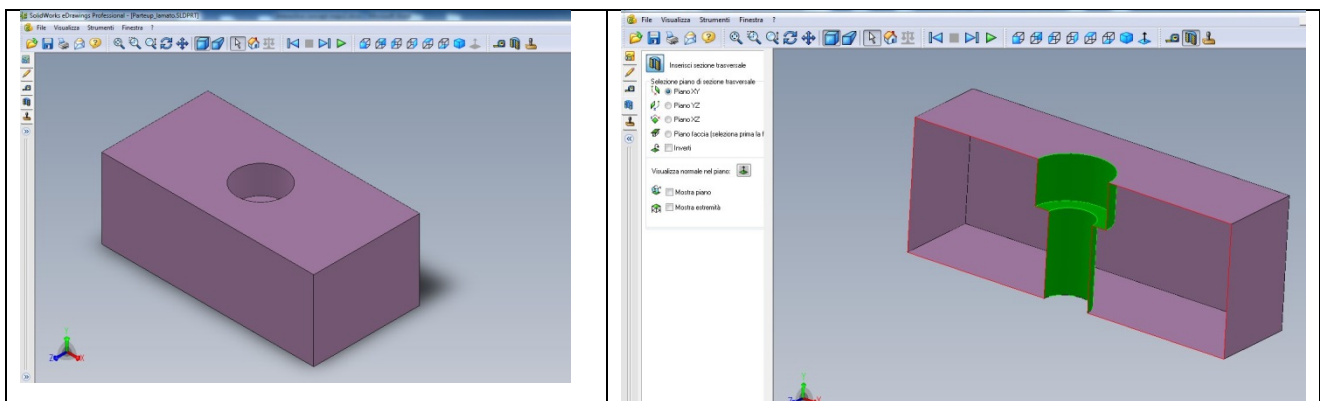 SolidWorks eDrawings Professional - [Partesup_lamato.SLDPRT]
File Visualizza Strumenti Finestra ?
Z X
File Visualizza Strumenti Finestra ?
Inserisci sezione trasversale
Selezione piano di sezione trasversale
Piano XY
Piano YZ
Piano XZ
Piano faccia (seleziona prima la f
Inverti
Visualizza normale nel piano:
Mostra piano
Mostra estremità